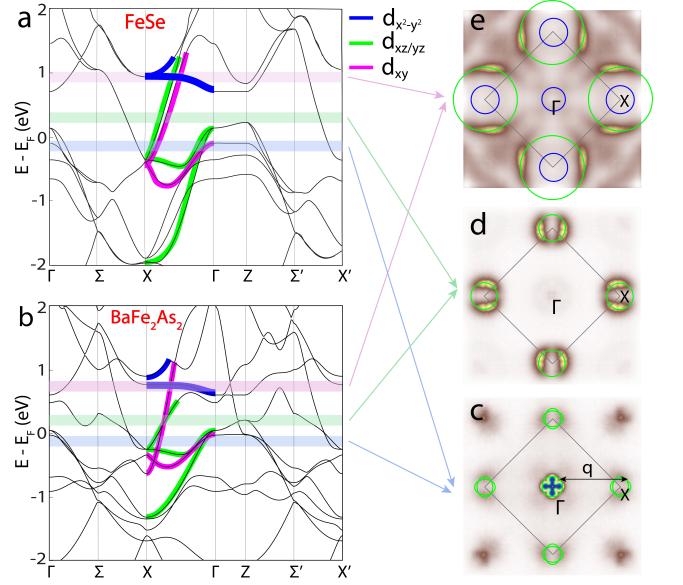 a
FeSe
2
1
0
-1
-2
E - E_F (eV)
Γ Σ X Γ Z Σ′ X′
d_{x²-y²}
d_{xz/yz}
d_{xy}
b
BaFe₂As₂
2
1
0
-1
-2
E - E_F (eV)
Γ Σ X Γ Z Σ′ X′
e
Γ X
d
Γ X
c
q
Γ X